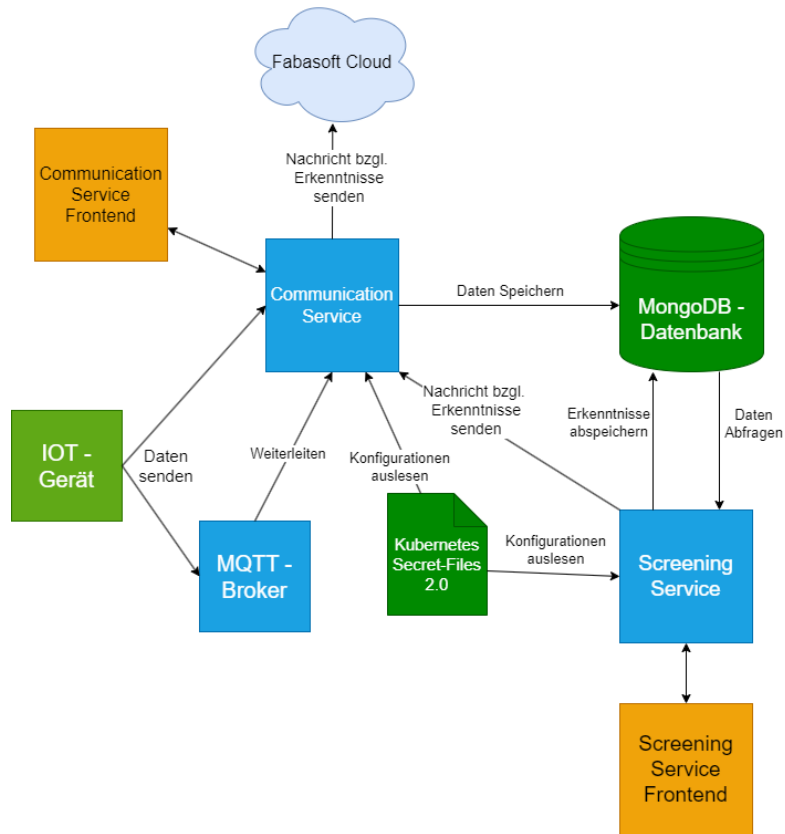 Fabasoft Cloud
Nachricht bzgl.
Erkenntnisse
senden
Communication
Service
Frontend
Communication
Service
Daten Speichern
MongoDB -
Datenbank
Nachricht bzgl.
Erkenntnisse
senden
Erkenntnisse
abspeichern
Daten
Abfragen
IOT -
Gerät
Daten
senden
Weiterleiten
Konfigurationen
auslesen
MQTT -
Broker
Kubernetes
Secret-Files
2.0
Konfigurationen
auslesen
Screening
Service
Screening
Service
Frontend